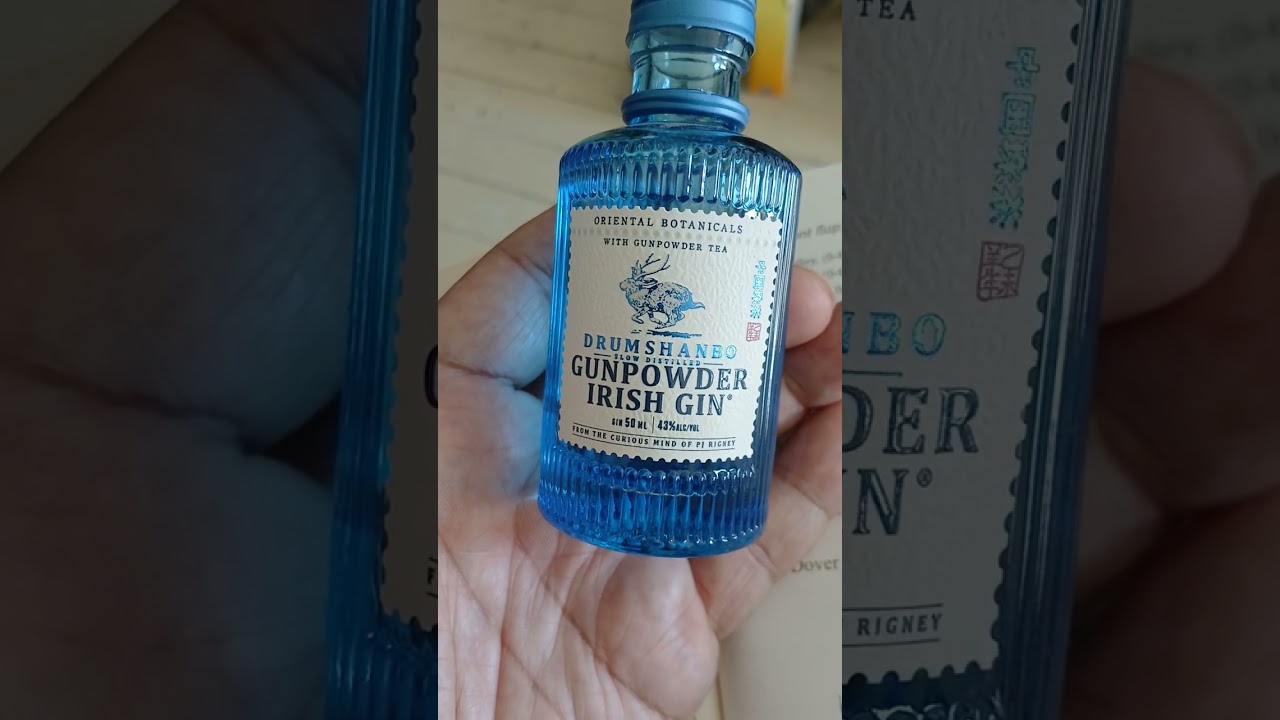 ORIENTAL BOTANICALS
WITH GUNPOWDER TEA
DRUMSHANBO
SLOW DISTILLED
GUNPOWDER
IRISH GIN®
GIN 50 ML | 43% ALC/VOL
FROM THE CURIOUS MIND OF PJ RIGNEY
Dover
TEA
NBO
DER
N®
RIGNEY